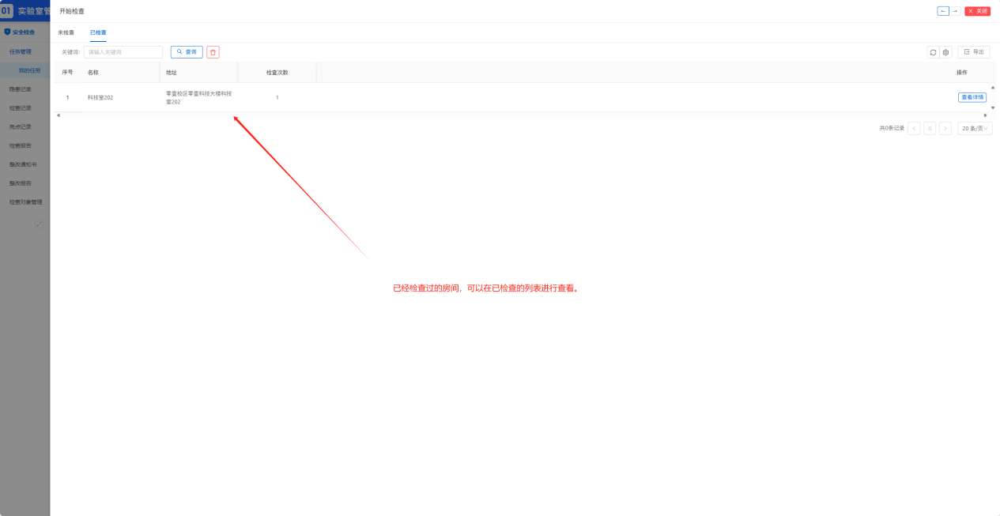 01 实验室管
开始检查
关闭
安全检查
未检查 已检查
任务管理
关键词: 请输入关键词 查询 导出
我的任务
序号 名称 地址 检查次数 操作
隐患记录
1 科技室202 零壹校区零壹科技大楼科技
室202 1 查看详情
检查记录
亮点记录
共0条记录 0 20 条/页
检查报告
整改通知书
整改报告
检查对象管理
已经检查过的房间，可以在已检查的列表进行查看。